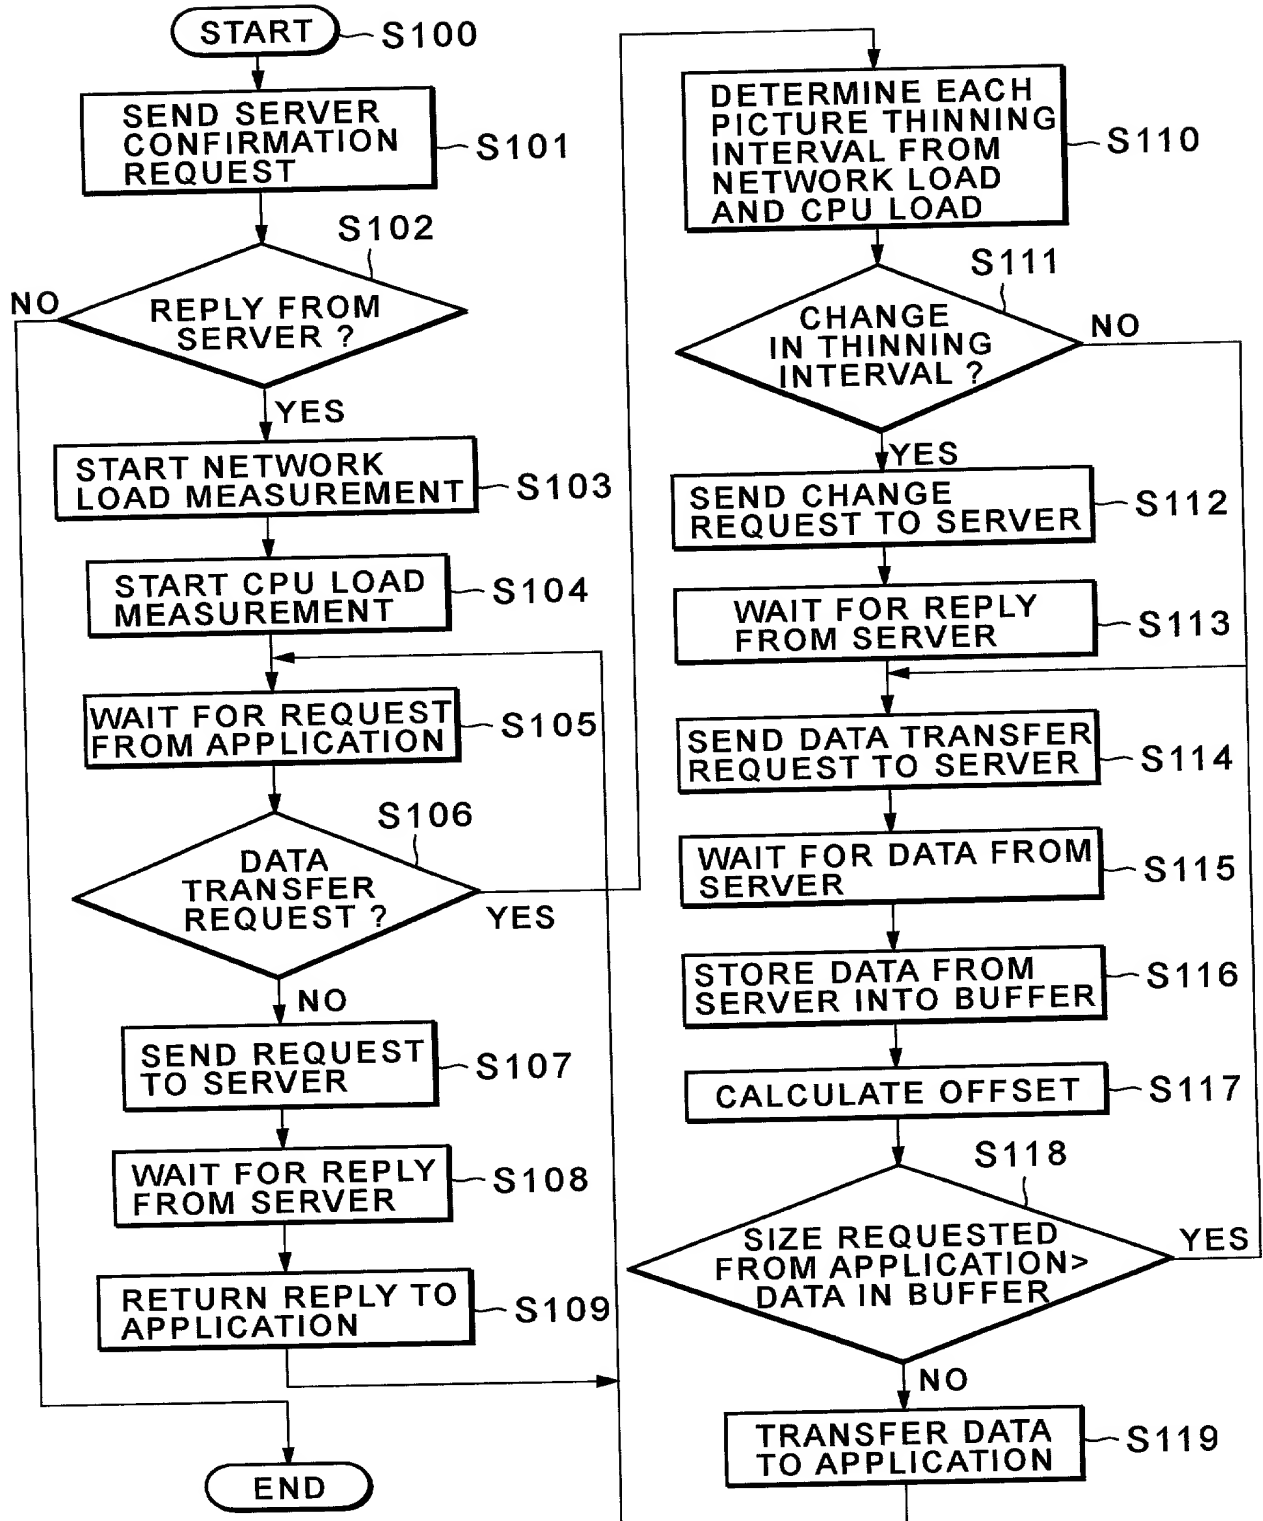 START
S100
SEND SERVER
CONFIRMATION
REQUEST
S101
S102
NO
REPLY FROM
SERVER ?
YES
START NETWORK
LOAD MEASUREMENT
S103
START CPU LOAD
MEASUREMENT
S104
WAIT FOR REQUEST
FROM APPLICATION
S105
S106
DATA
TRANSFER
REQUEST ?
YES
NO
SEND REQUEST
TO SERVER
S107
WAIT FOR REPLY
FROM SERVER
S108
RETURN REPLY TO
APPLICATION
S109
END
DETERMINE EACH
PICTURE THINNING
INTERVAL FROM
NETWORK LOAD
AND CPU LOAD
S110
S111
CHANGE
IN THINNING
INTERVAL ?
NO
YES
SEND CHANGE
REQUEST TO SERVER
S112
WAIT FOR REPLY
FROM SERVER
S113
SEND DATA TRANSFER
REQUEST TO SERVER
S114
WAIT FOR DATA FROM
SERVER
S115
STORE DATA FROM
SERVER INTO BUFFER
S116
CALCULATE OFFSET
S117
S118
SIZE REQUESTED
FROM APPLICATION>
DATA IN BUFFER
YES
NO
TRANSFER DATA
TO APPLICATION
S119